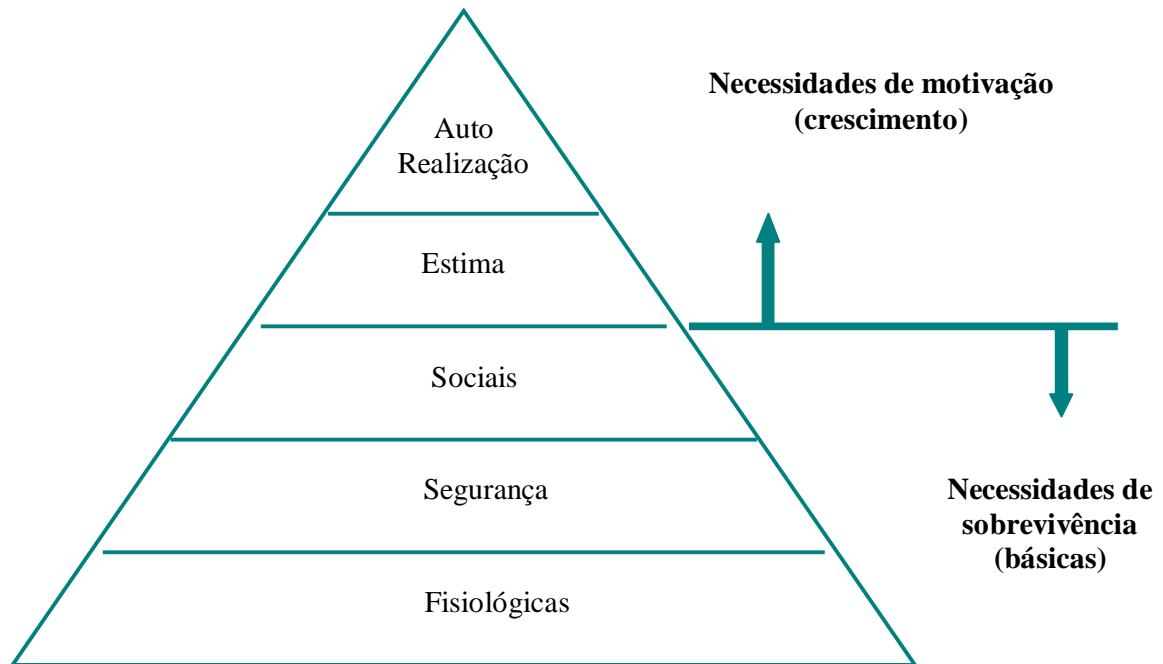 Necessidades de motivação
(crescimento)
Auto
Realização
Estima
Sociais
Segurança
Necessidades de
sobrevivência
(básicas)
Fisiológicas